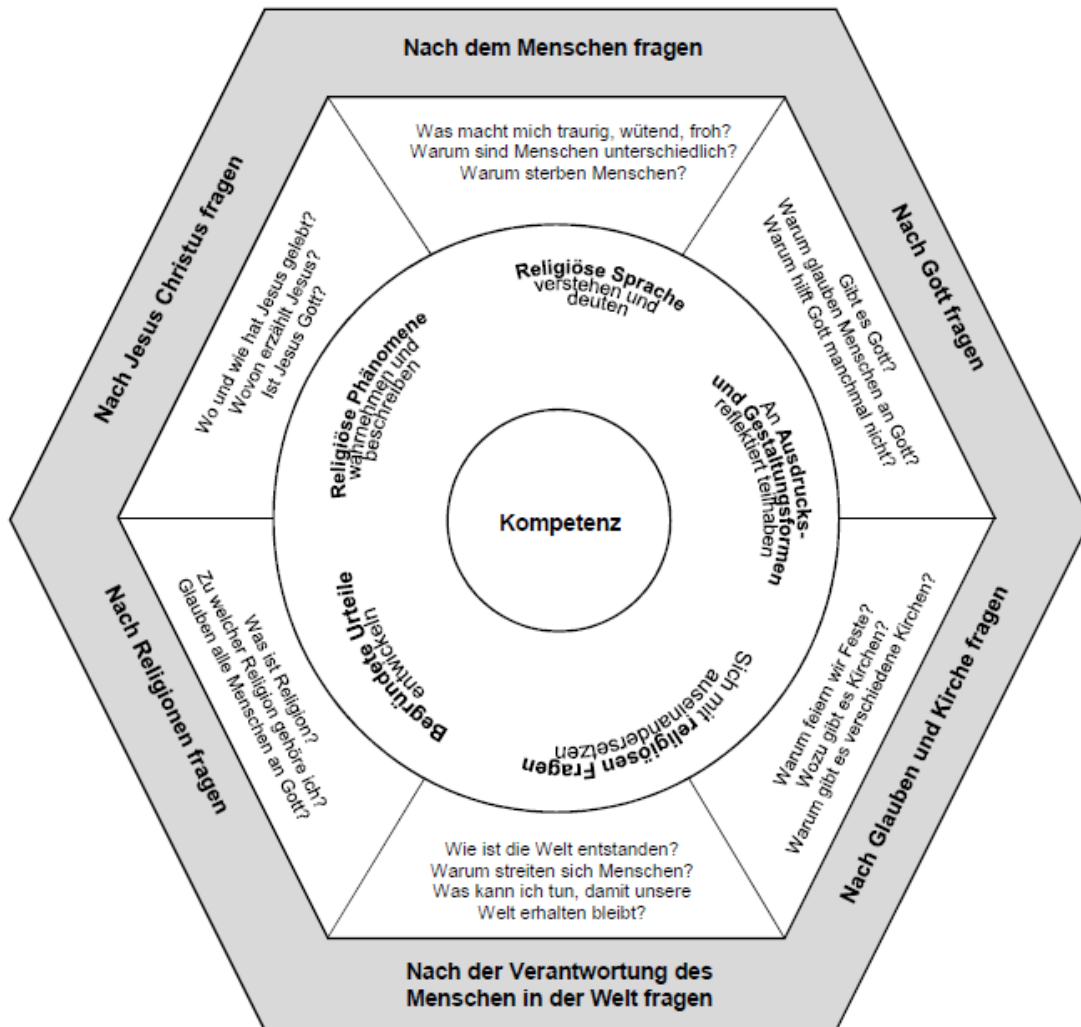 Nach dem Menschen fragen
Was macht mich traurig, wütend, froh?
Warum sind Menschen unterschiedlich?
Warum sterben Menschen?
Nach Gott fragen
Gibt es Gott?
Warum glauben Menschen an Gott?
Warum hilft Gott manchmal nicht?
Nach Glauben und Kirche fragen
Warum feiern wir Feste?
Wozu gibt es Kirchen?
Warum gibt es verschiedene Kirchen?
Nach der Verantwortung des
Menschen in der Welt fragen
Wie ist die Welt entstanden?
Warum streiten sich Menschen?
Was kann ich tun, damit unsere
Welt erhalten bleibt?
Nach Religionen fragen
Was ist Religion?
Zu welcher Religion gehöre ich?
Glauben alle Menschen an Gott?
Nach Jesus Christus fragen
Wo und wie hat Jesus gelebt?
Wovon erzählt Jesus?
Ist Jesus Gott?
Religiöse Sprache
verstehen und
deuten
An Ausdrucks-
und Gestaltungsformen
reflektiert teilhaben
Sich mit religiösen Fragen
auseinandersetzen
Begründete Urteile
entwickeln
Religiöse Phänomene
wahrnehmen und
beschreiben
Kompetenz